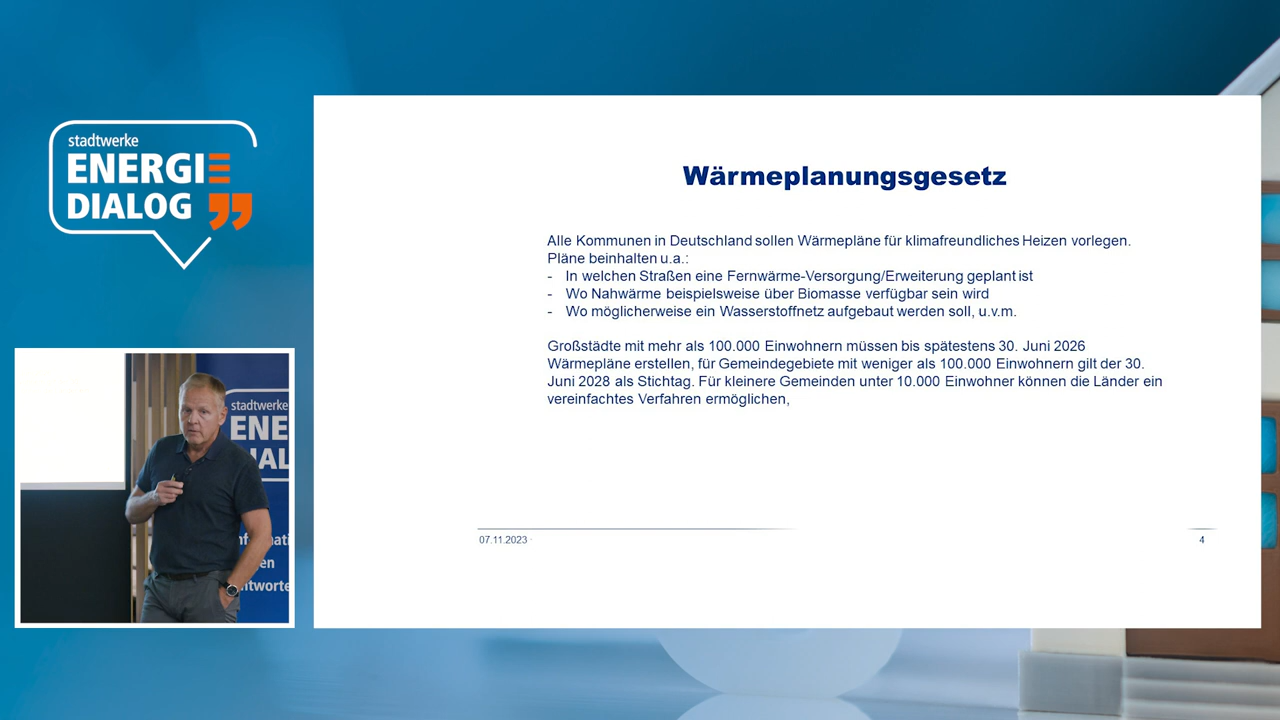 stadtwerke
ENERGIE
DIALOG
Wärmeplanungsgesetz
Alle Kommunen in Deutschland sollen Wärmepläne für klimafreundliches Heizen vorlegen.
Pläne beinhalten u.a.:
- In welchen Straßen eine Fernwärme-Versorgung/Erweiterung geplant ist
- Wo Nahwärme beispielsweise über Biomasse verfügbar sein wird
- Wo möglicherweise ein Wasserstoffnetz aufgebaut werden soll, u.v.m.
Großstädte mit mehr als 100.000 Einwohnern müssen bis spätestens 30. Juni 2026
Wärmepläne erstellen, für Gemeindegebiete mit weniger als 100.000 Einwohnern gilt der 30.
Juni 2028 als Stichtag. Für kleinere Gemeinden unter 10.000 Einwohner können die Länder ein
vereinfachtes Verfahren ermöglichen,
07.11.2023
4
stadtwerke
ENE